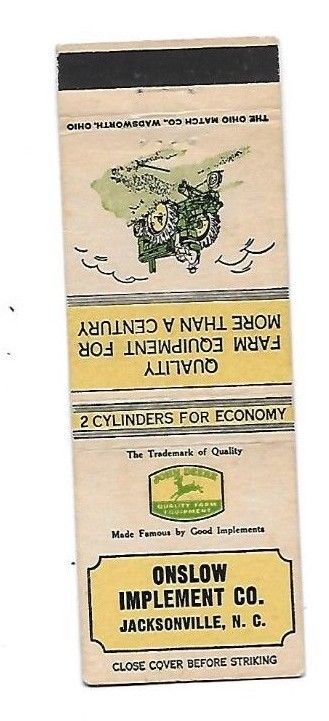 THE OHIO MATCH CO., WADSWORTH, OHIO
QUALITY
FARM EQUIPMENT FOR
MORE THAN A CENTURY
2 CYLINDERS FOR ECONOMY
The Trademark of Quality
JOHN DEERE
QUALITY FARM
EQUIPMENT
Made Famous by Good Implements
ONSLOW
IMPLEMENT CO.
JACKSONVILLE, N. C.
CLOSE COVER BEFORE STRIKING